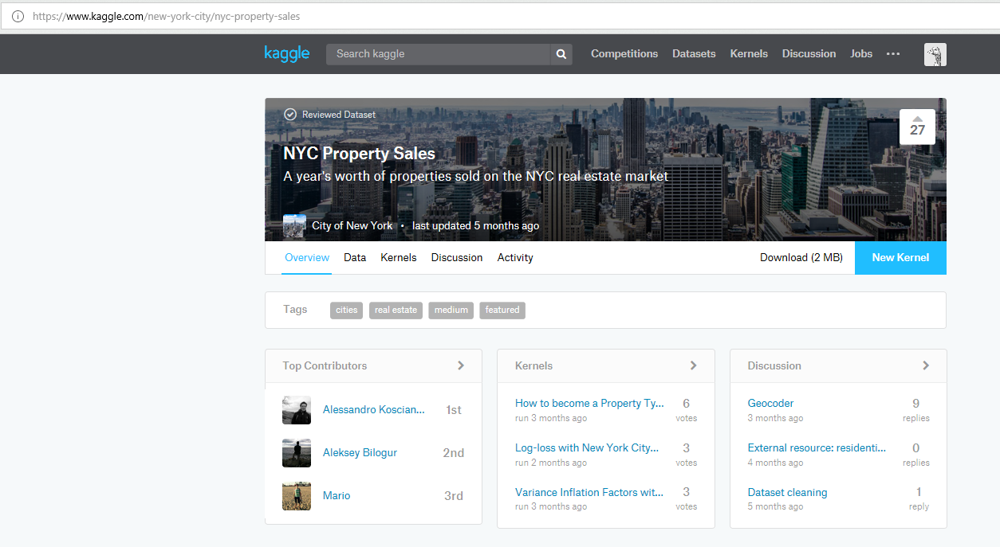 https://www.kaggle.com/new-york-city/nyc-property-sales
kaggle
Search kaggle
Competitions Datasets Kernels Discussion Jobs •••
Reviewed Dataset
27
NYC Property Sales
A year's worth of properties sold on the NYC real estate market
City of New York • last updated 5 months ago
Overview Data Kernels Discussion Activity Download (2 MB) New Kernel
Tags cities real estate medium featured
Top Contributors
Alessandro Koscian... 1st
Aleksey Bilogur 2nd
Mario 3rd
Kernels
How to become a Property Ty... 6
run 3 months ago votes
Log-loss with New York City... 3
run 2 months ago votes
Variance Inflation Factors wit... 3
run 3 months ago votes
Discussion
Geocoder 9
3 months ago replies
External resource: residenti... 0
4 months ago replies
Dataset cleaning 1
5 months ago reply